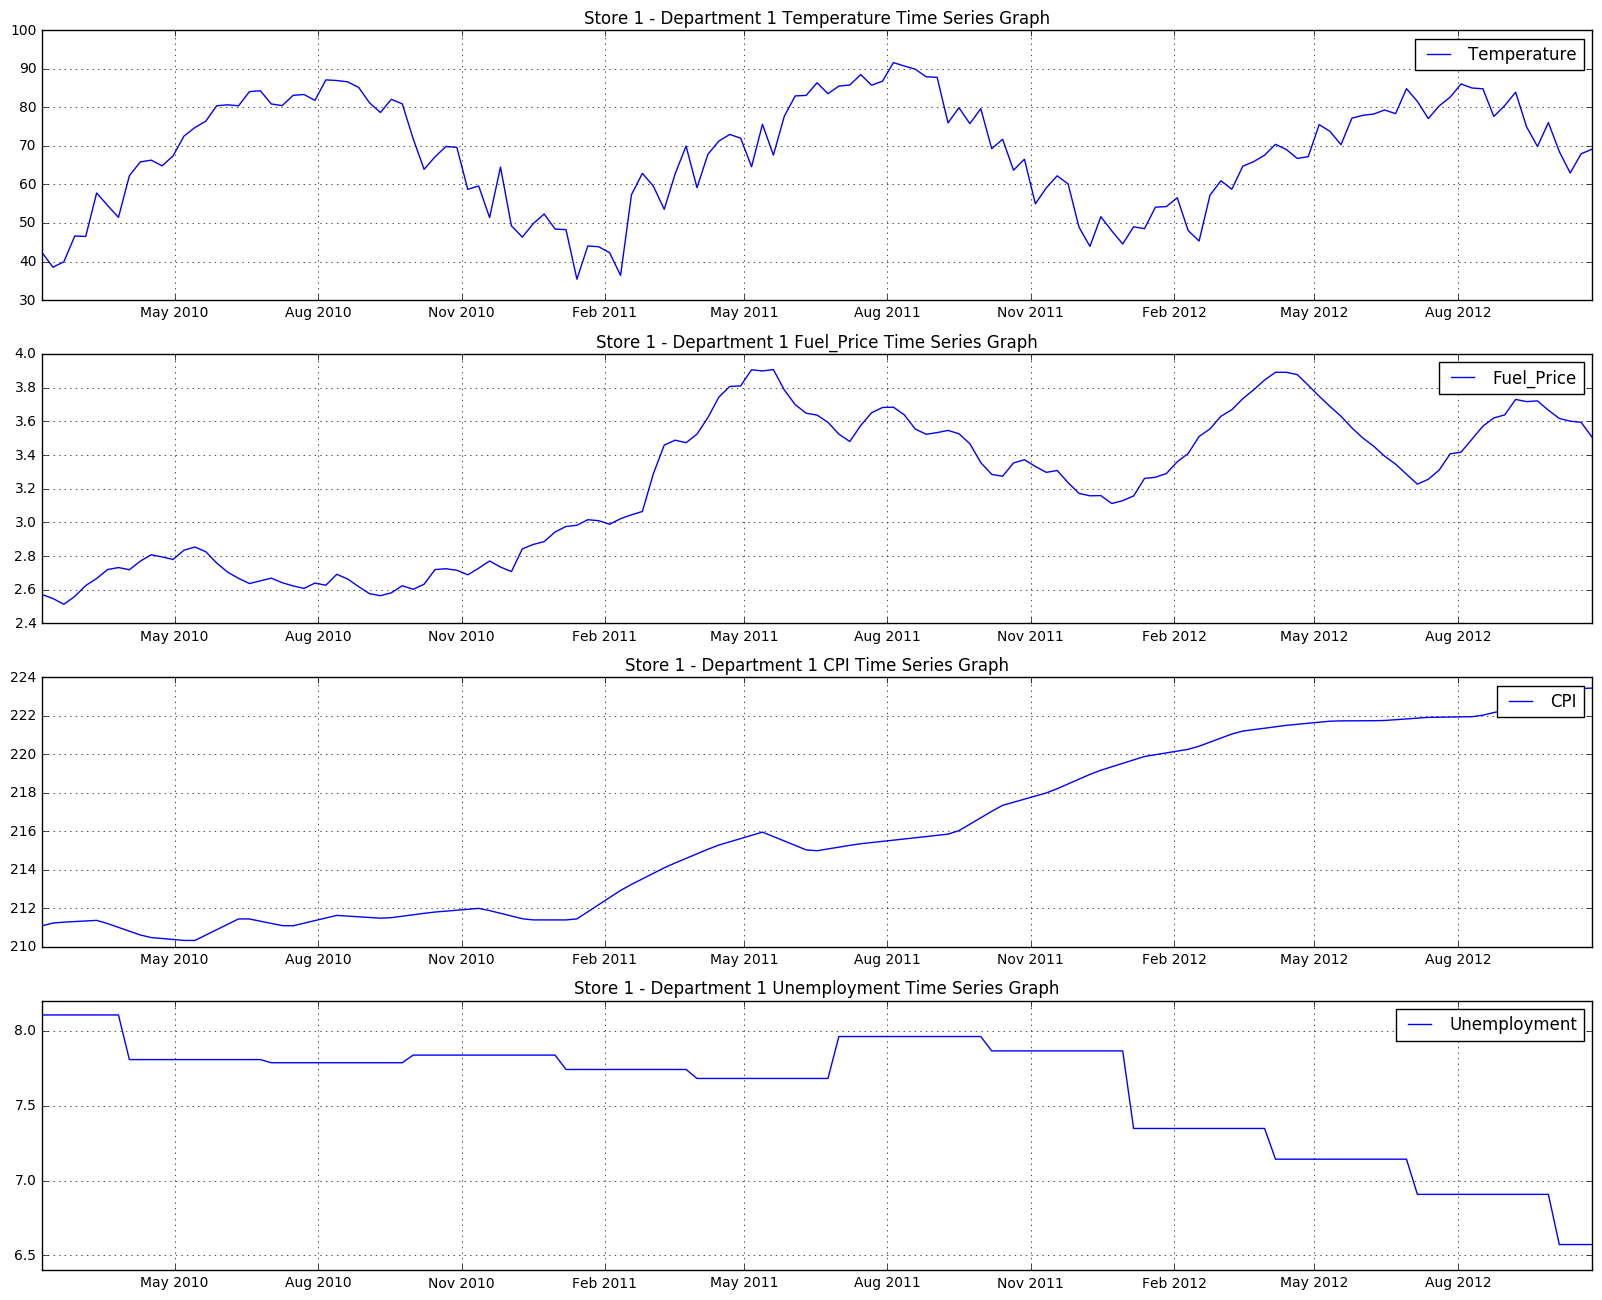 Store 1 - Department 1 Temperature Time Series Graph
100
90
80
70
60
50
40
30
Temperature
May 2010 Aug 2010 Nov 2010 Feb 2011 May 2011 Aug 2011 Nov 2011 Feb 2012 May 2012 Aug 2012
Store 1 - Department 1 Fuel_Price Time Series Graph
4.0
3.8
3.6
3.4
3.2
3.0
2.8
2.6
2.4
Fuel_Price
May 2010 Aug 2010 Nov 2010 Feb 2011 May 2011 Aug 2011 Nov 2011 Feb 2012 May 2012 Aug 2012
Store 1 - Department 1 CPI Time Series Graph
224
222
220
218
216
214
212
210
CPI
May 2010 Aug 2010 Nov 2010 Feb 2011 May 2011 Aug 2011 Nov 2011 Feb 2012 May 2012 Aug 2012
Store 1 - Department 1 Unemployment Time Series Graph
8.0
7.5
7.0
6.5
Unemployment
May 2010 Aug 2010 Nov 2010 Feb 2011 May 2011 Aug 2011 Nov 2011 Feb 2012 May 2012 Aug 2012